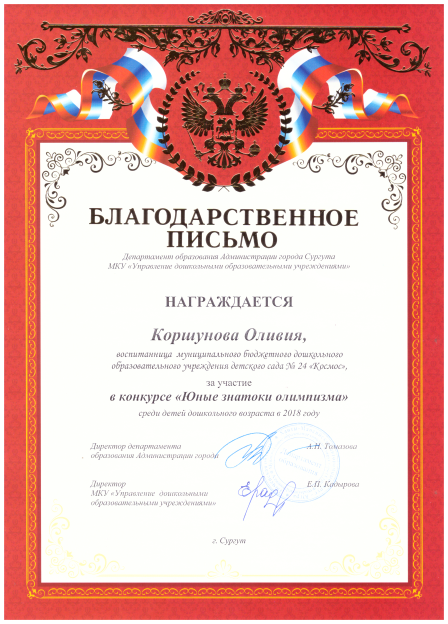 БЛАГОДАРСТВЕННОЕ
ПИСЬМО
Департамент образования Администрации города Сургута
МКУ «Управление дошкольными образовательными учреждениями»
НАГРАЖДАЕТСЯ
Коршунова Оливия,
воспитанница муниципального бюджетного дошкольного
образовательного учреждения детского сада № 24 «Космос»,
за участие
в конкурсе «Юные знатоки олимпизма»
среди детей дошкольного возраста в 2018 году
Директор департамента
образования Администрации города
А.Н. Томазова
Директор
МКУ «Управление дошкольными
образовательными учреждениями»
Е.П. Кадырова
г. Сургут